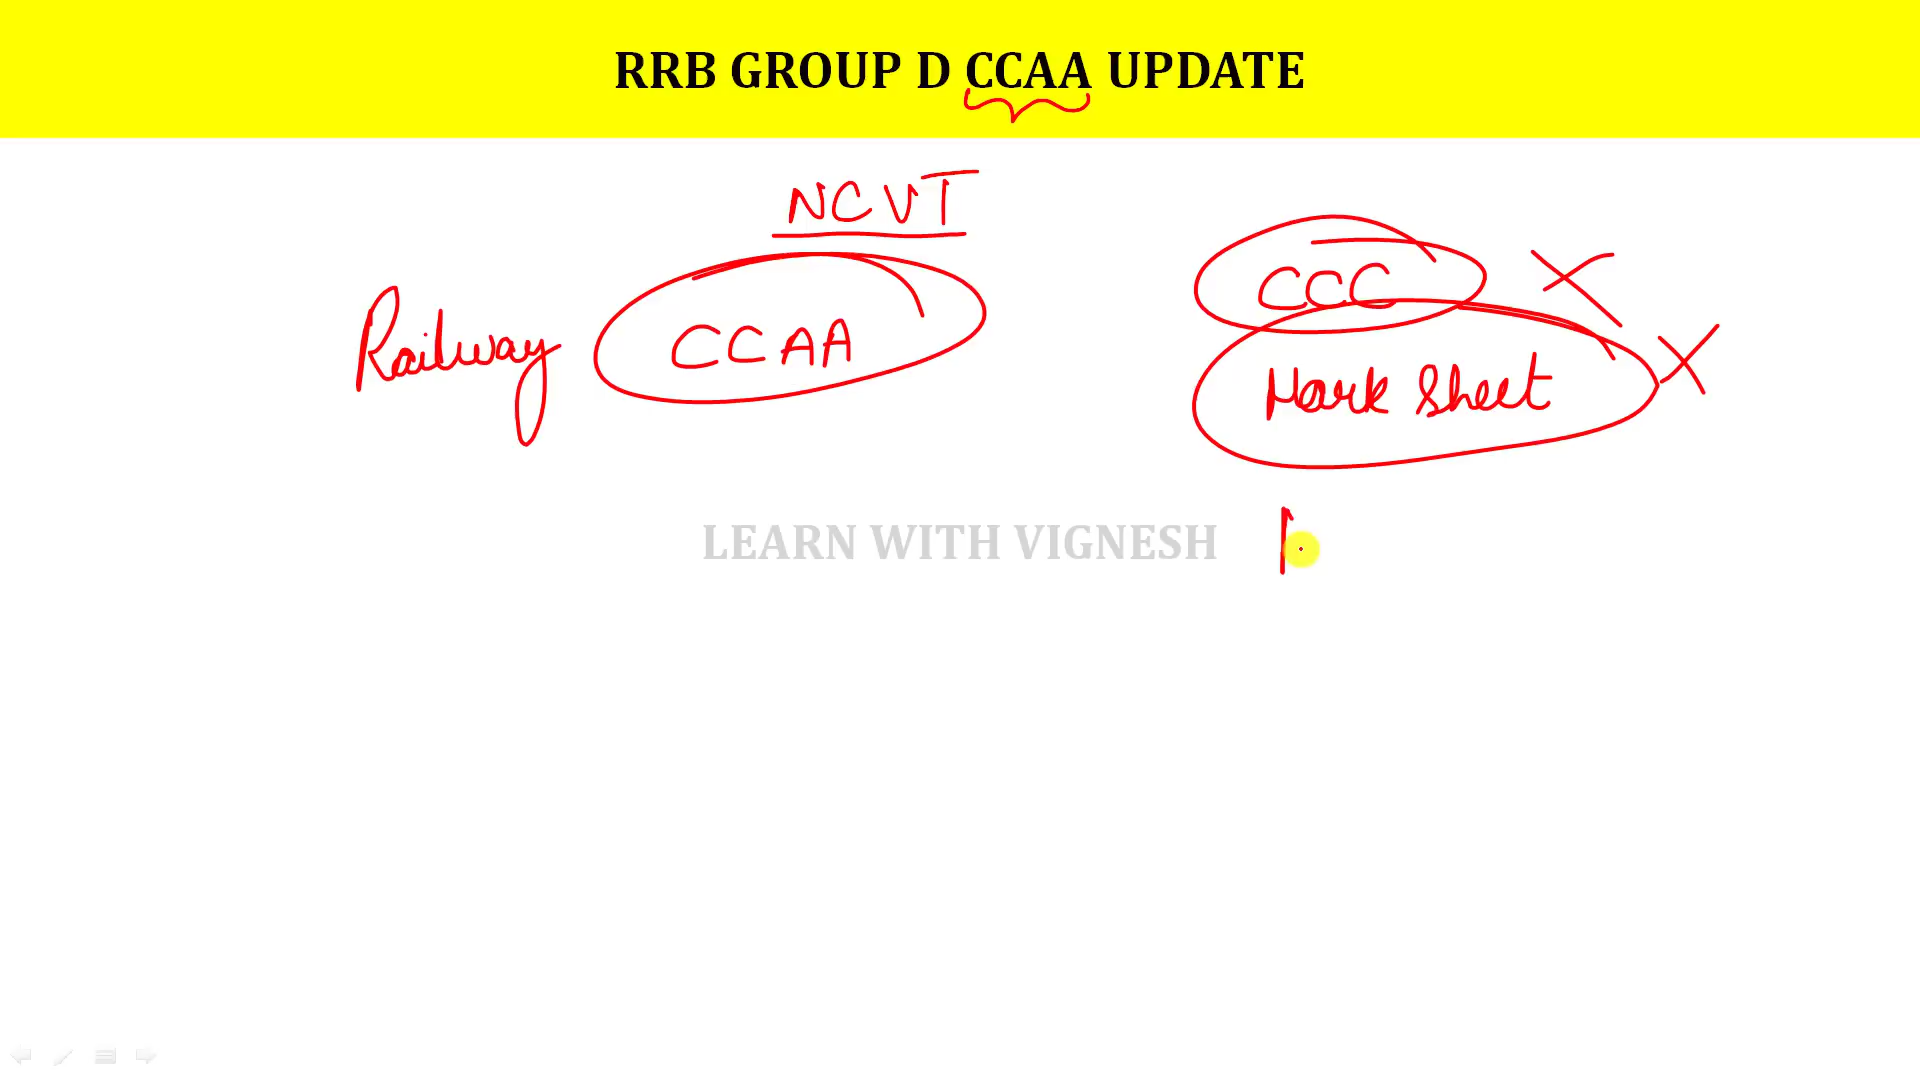 RRB GROUP D CCAA UPDATE
NCVT
Railway CCAA
CCC X
Mark Sheet X
LEARN WITH VIGNESH